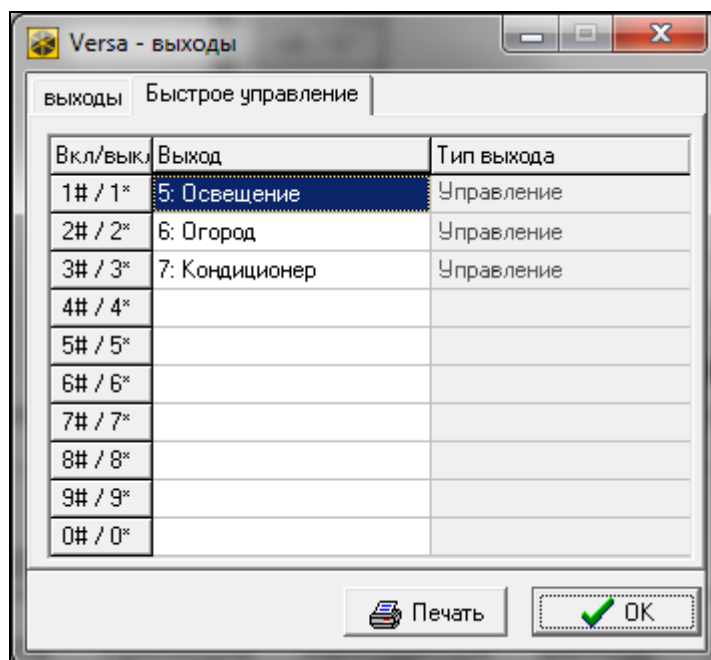 Versa - выходы
выходы Быстрое управление
Вкл/выкл Выход Тип выхода
1# / 1* 5: Освещение Управление
2# / 2* 6: Огород Управление
3# / 3* 7: Кондиционер Управление
4# / 4*
5# / 5*
6# / 6*
7# / 7*
8# / 8*
9# / 9*
0# / 0*
Печать OK